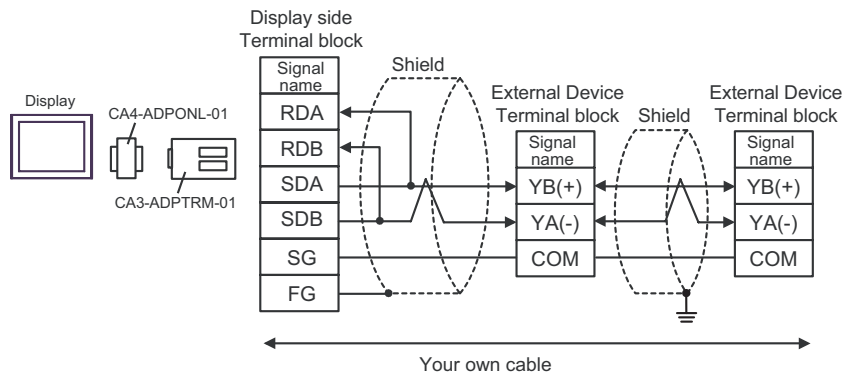 Display side
Terminal block
Signal
name
RDA
RDB
SDA
SDB
SG
FG
Shield
Display
CA4-ADPONL-01
CA3-ADPTRM-01
External Device
Terminal block
Signal
name
YB(+)
YA(-)
COM
Shield
External Device
Terminal block
Signal
name
YB(+)
YA(-)
COM
Your own cable